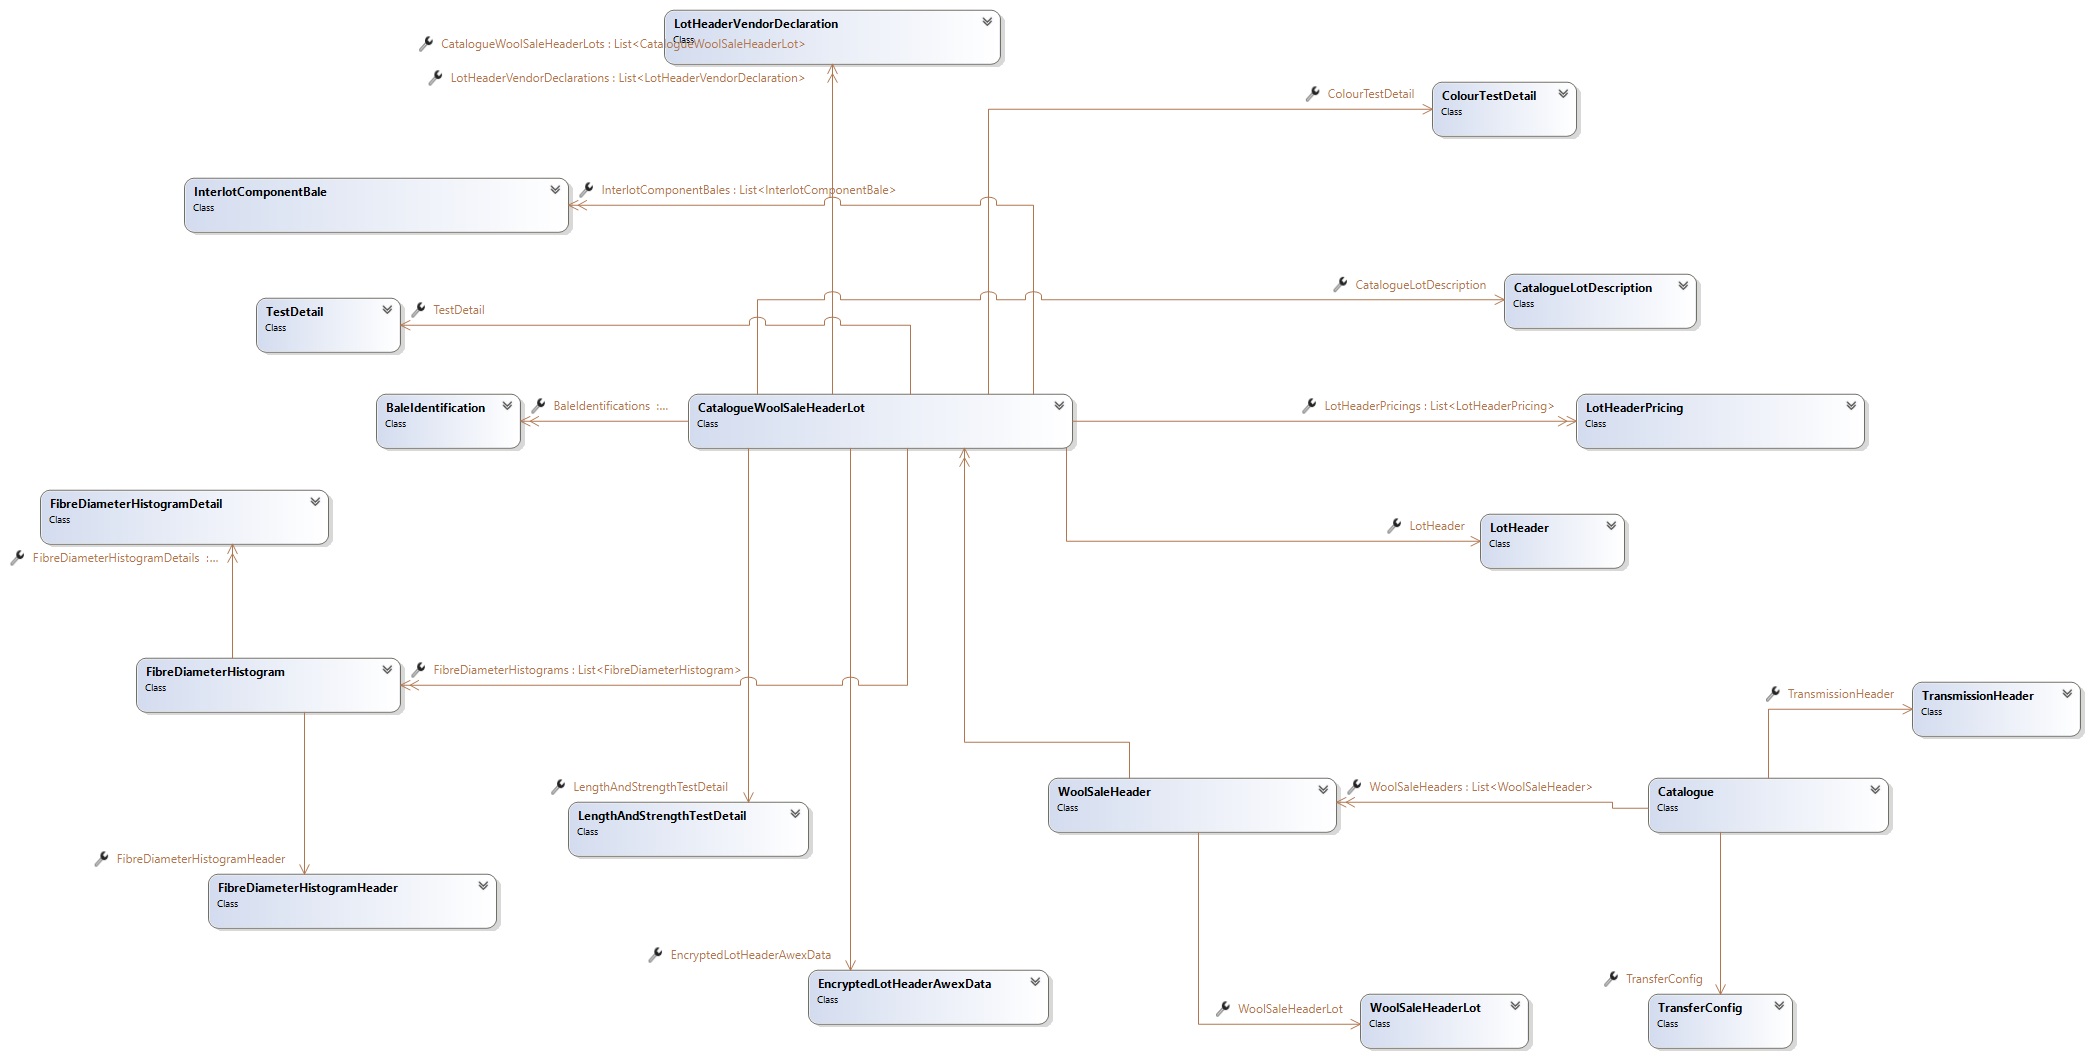 LotHeaderVendorDeclaration
Class
CatalogueWoolSaleHeaderLots : List<CatalogueWoolSaleHeaderLot>
LotHeaderVendorDeclarations : List<LotHeaderVendorDeclaration>
ColourTestDetail
ColourTestDetail
Class
InterlotComponentBale
Class
InterlotComponentBales : List<InterlotComponentBale>
CatalogueLotDescription
CatalogueLotDescription
Class
TestDetail
Class
TestDetail
BaleIdentification
Class
BaleIdentifications :...
CatalogueWoolSaleHeaderLot
Class
LotHeaderPricings : List<LotHeaderPricing>
LotHeaderPricing
Class
FibreDiameterHistogramDetail
Class
FibreDiameterHistogramDetails :...
LotHeader
LotHeader
Class
FibreDiameterHistogram
Class
FibreDiameterHistograms : List<FibreDiameterHistogram>
TransmissionHeader
TransmissionHeader
Class
LengthAndStrengthTestDetail
LengthAndStrengthTestDetail
Class
WoolSaleHeader
Class
WoolSaleHeaders : List<WoolSaleHeader>
Catalogue
Class
FibreDiameterHistogramHeader
FibreDiameterHistogramHeader
Class
EncryptedLotHeaderAwexData
EncryptedLotHeaderAwexData
Class
WoolSaleHeaderLot
WoolSaleHeaderLot
Class
TransferConfig
TransferConfig
Class